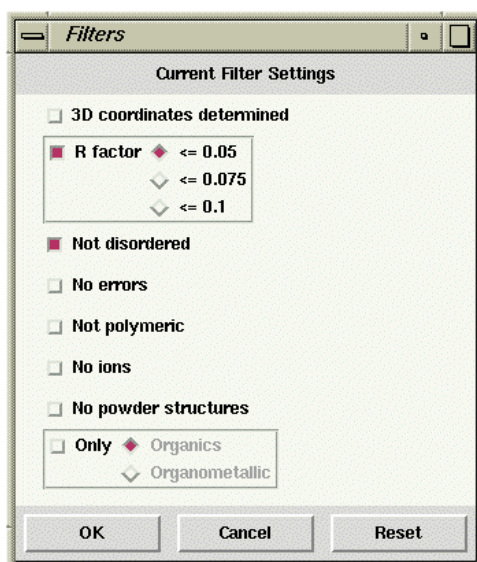 Filters
Current Filter Settings
3D coordinates determined
R factor <= 0.05
<= 0.075
<= 0.1
Not disordered
No errors
Not polymeric
No ions
No powder structures
Only Organics
Organometallic
OK Cancel Reset